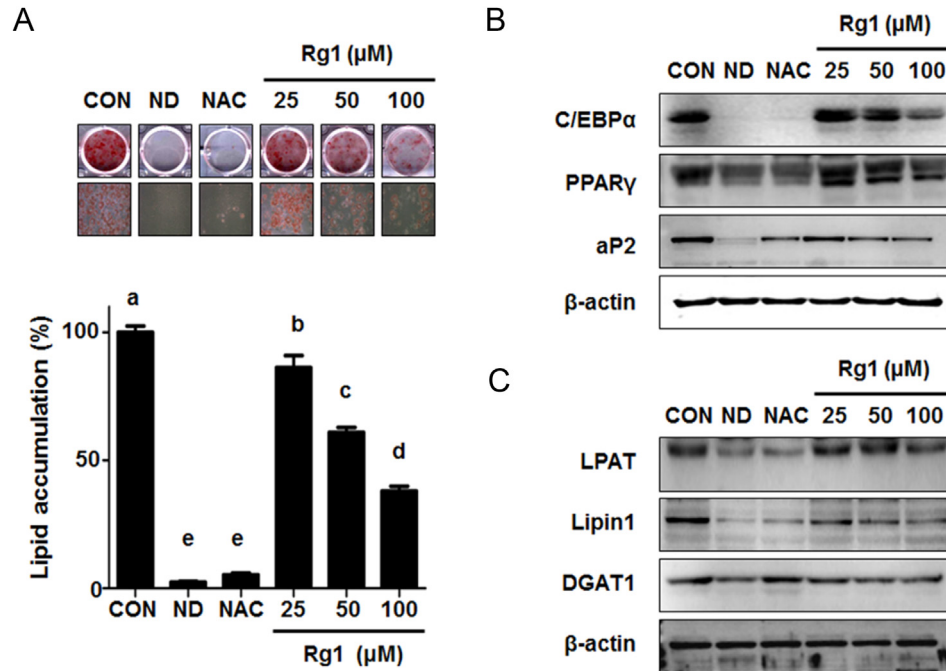 A
Rg1 (µM)
CON ND NAC 25 50 100
Lipid accumulation (%)
100
50
0
a
e
e
b
c
d
CON ND NAC 25 50 100
Rg1 (µM)
B
Rg1 (µM)
CON ND NAC 25 50 100
C/EBPα
PPARγ
aP2
β-actin
C
Rg1 (µM)
CON ND NAC 25 50 100
LPAT
Lipin1
DGAT1
β-actin